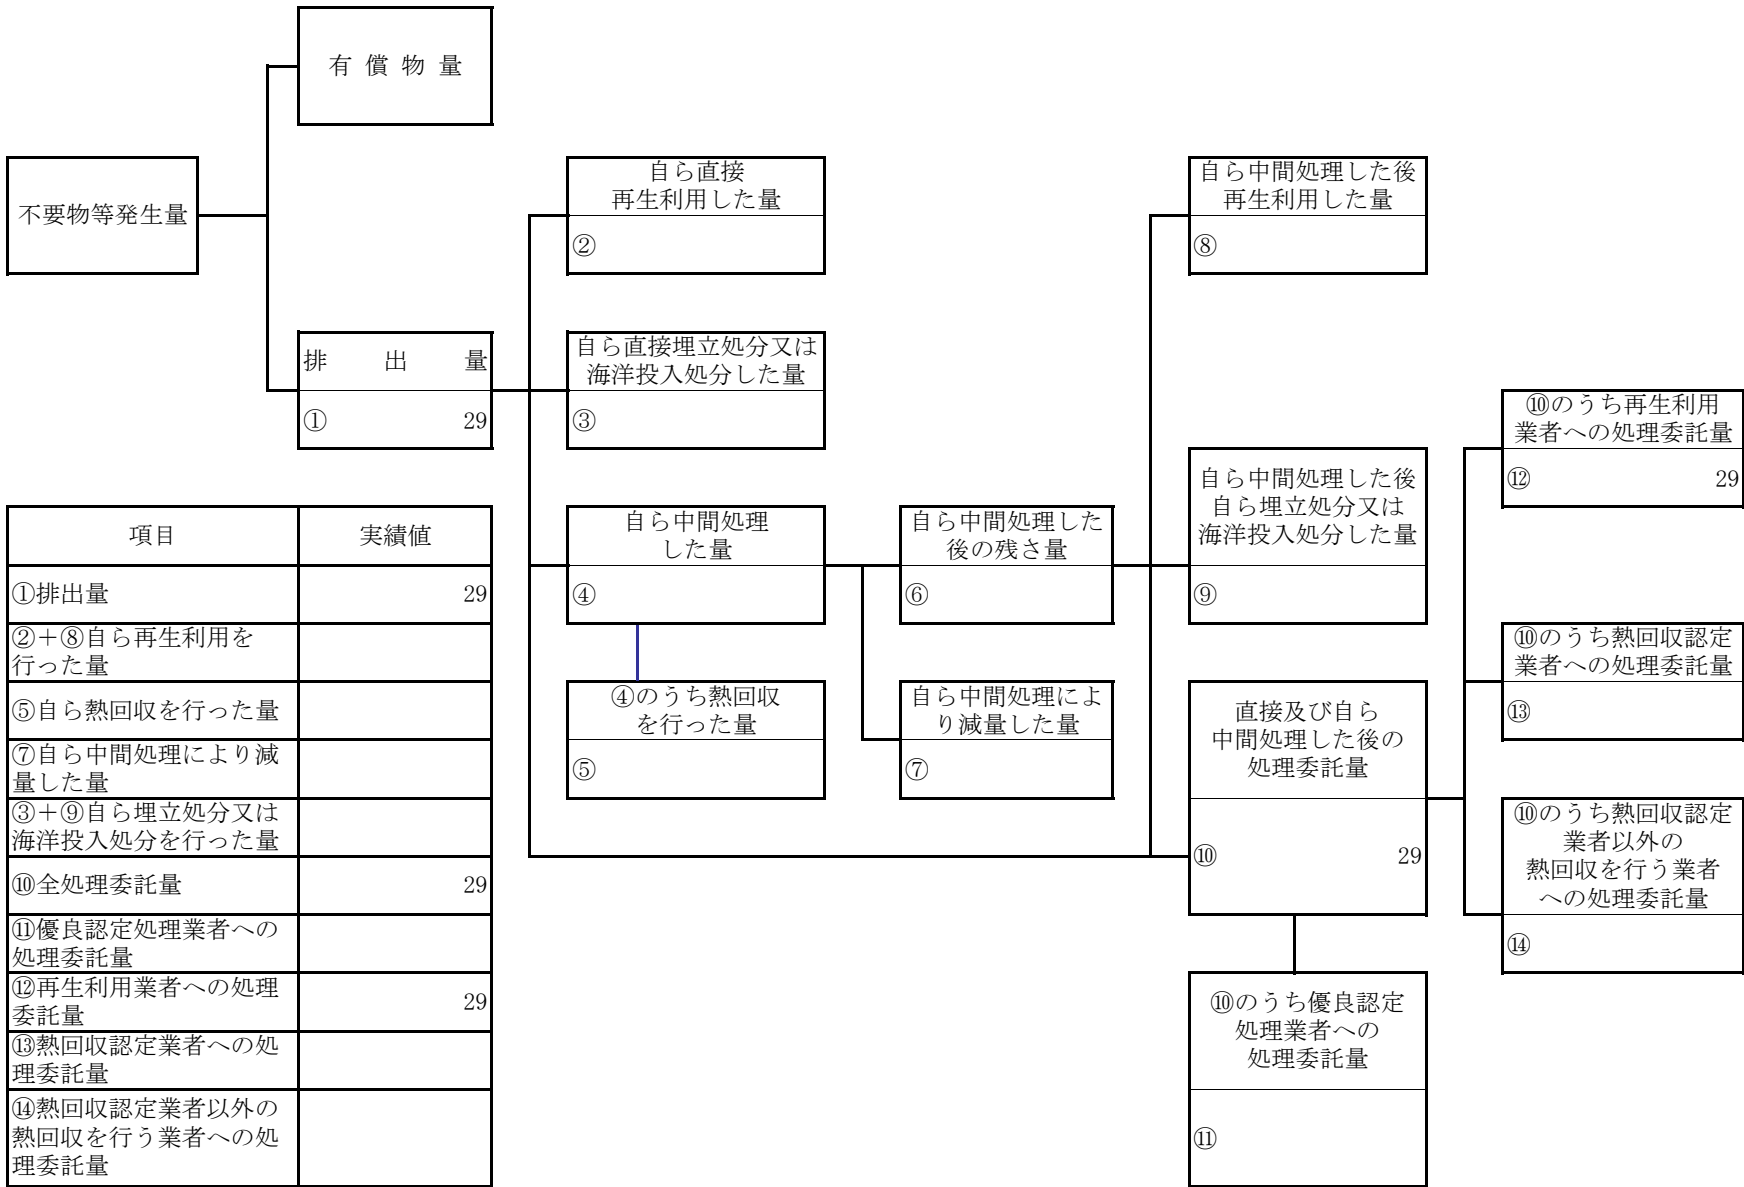 有 償 物 量
不要物等発生量
自ら直接
再生利用した量
②
自ら中間処理した後
再生利用した量
⑧
排 出 量
① 29
自ら直接埋立処分又は
海洋投入処分した量
③
⑩のうち再生利用
業者への処理委託量
⑫ 29
自ら中間処理した後
自ら埋立処分又は
海洋投入処分した量
⑨
自ら中間処理
した量
④
自ら中間処理した
後の残さ量
⑥
⑩のうち熱回収認定
業者への処理委託量
⑬
④のうち熱回収
を行った量
⑤
自ら中間処理によ
り減量した量
⑦
直接及び自ら
中間処理した後の
処理委託量
⑩ 29
⑩のうち熱回収認定
業者以外の
熱回収を行う業者
への処理委託量
⑭
⑩のうち優良認定
処理業者への
処理委託量
⑪
項目 実績値
①排出量 29
②＋⑧自ら再生利用を
行った量
⑤自ら熱回収を行った量
⑦自ら中間処理により減
量した量
③＋⑨自ら埋立処分又は
海洋投入処分を行った量
⑩全処理委託量 29
⑪優良認定処理業者への
処理委託量
⑫再生利用業者への処理
委託量 29
⑬熱回収認定業者への処
理委託量
⑭熱回収認定業者以外の
熱回収を行う業者への処
理委託量